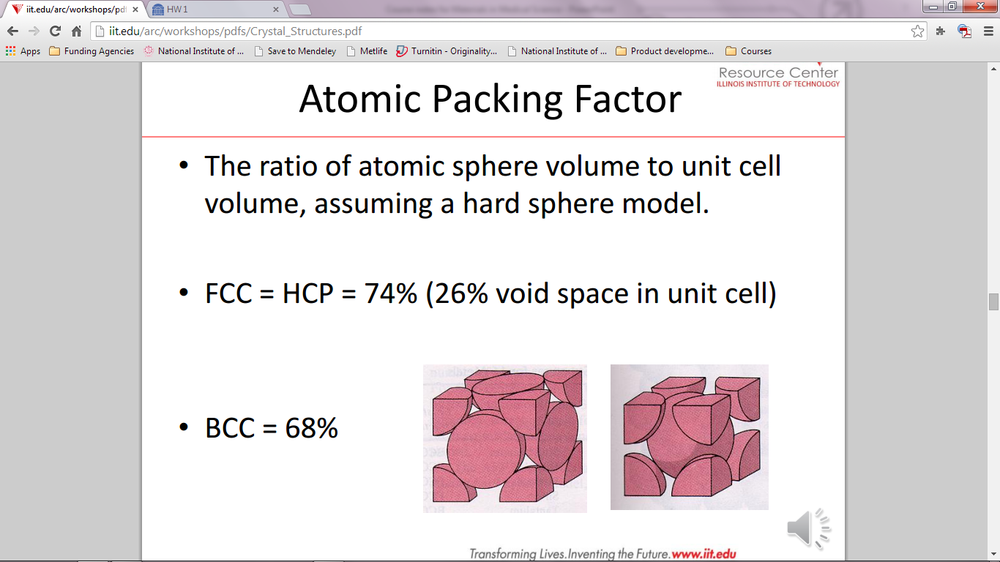 iit.edu/arc/workshops/pdf
HW 1
iit.edu/arc/workshops/pdfs/Crystal_Structures.pdf
Apps Funding Agencies National Institute of ... Save to Mendeley Metlife Turnitin - Originality... National Institute of ... Product developme... Courses
Resource Center
ILLINOIS INSTITUTE OF TECHNOLOGY
Atomic Packing Factor
• The ratio of atomic sphere volume to unit cell
volume, assuming a hard sphere model.
• FCC = HCP = 74% (26% void space in unit cell)
• BCC = 68%
Transforming Lives.Inventing the Future.www.iit.edu